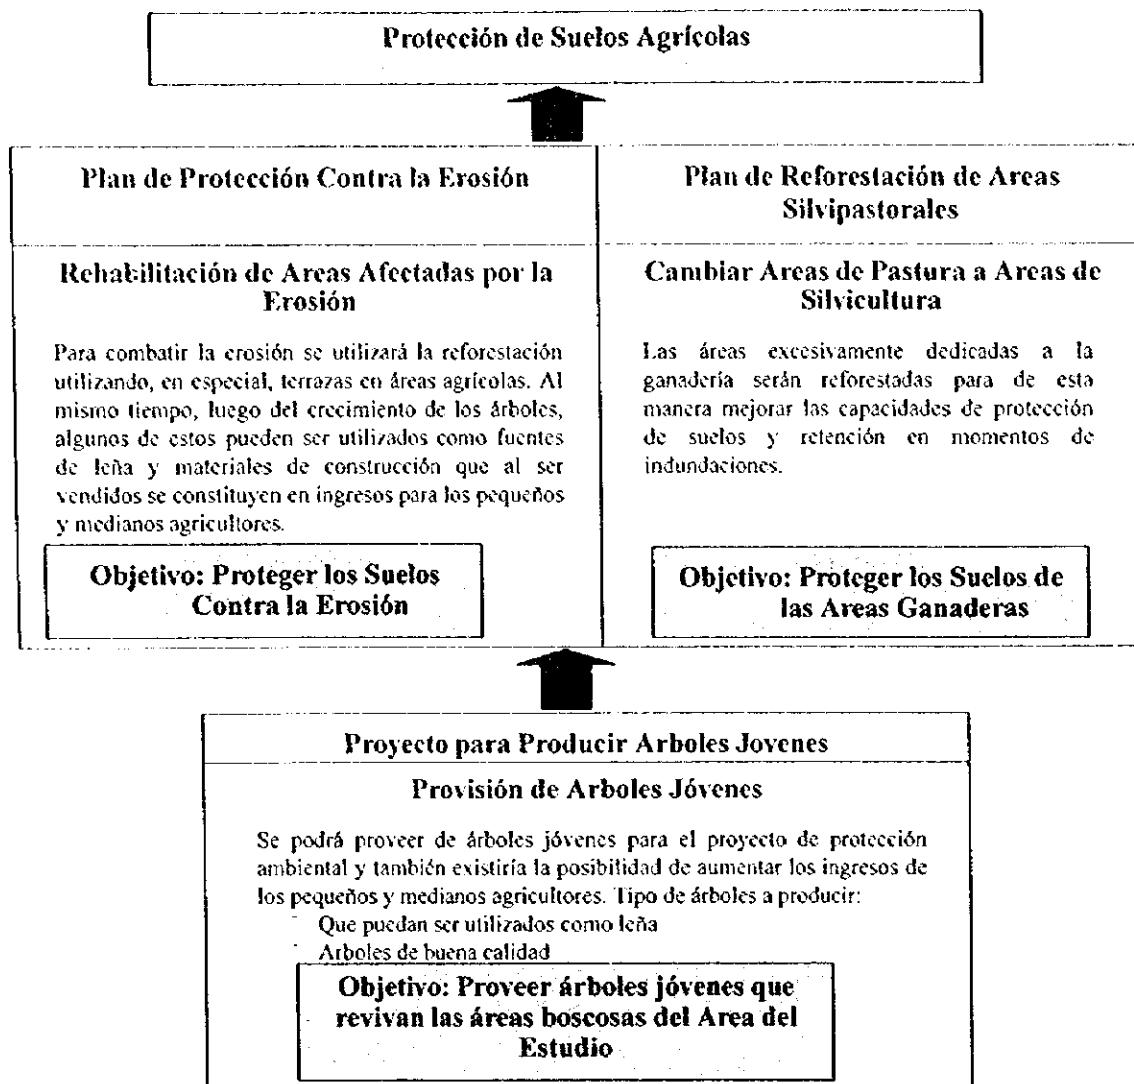 Protección de Suelos Agrícolas
Plan de Protección Contra la Erosión
Rehabilitación de Areas Afectadas por la
Erosión
Para combatir la erosión se utilizará la reforestación
utilizando, en especial, terrazas en áreas agrícolas. Al
mismo tiempo, luego del crecimiento de los árboles,
algunos de estos pueden ser utilizados como fuentes
de leña y materiales de construcción que al ser
vendidos se constituyen en ingresos para los pequeños
y medianos agricultores.
Objetivo: Proteger los Suelos
Contra la Erosión
Plan de Reforestación de Areas
Silvipastorales
Cambiar Areas de Pastura a Areas de
Silvicultura
Las áreas excesivamente dedicadas a la
ganadería serán reforestadas para de esta
manera mejorar las capacidades de protección
de suelos y retención en momentos de
indundaciones.
Objetivo: Proteger los Suelos de
las Areas Ganaderas
Proyecto para Producir Arboles Jovenes
Provisión de Arboles Jóvenes
Se podrá proveer de árboles jóvenes para el proyecto de protección
ambiental y también existiría la posibilidad de aumentar los ingresos de
los pequeños y medianos agricultores. Tipo de árboles a producir:
- Que puedan ser utilizados como leña
- Arboles de buena calidad
Objetivo: Proveer árboles jóvenes que
revivan las áreas boscosas del Area del
Estudio